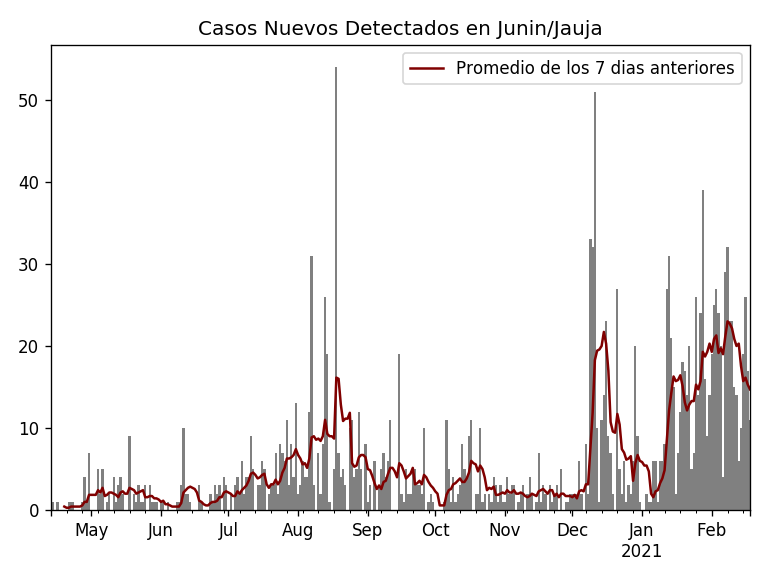 Casos Nuevos Detectados en Junin/Jauja
Promedio de los 7 dias anteriores
50
40
30
20
10
0
May Jun Jul Aug Sep Oct Nov Dec Jan Feb
2021